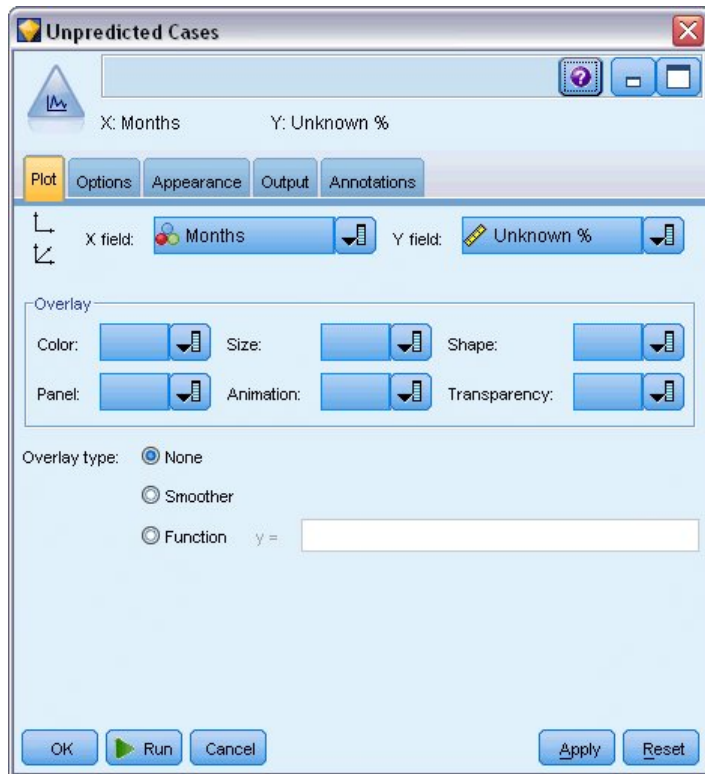 Unpredicted Cases
?
X: Months Y: Unknown %
Plot Options Appearance Output Annotations
X field: Months Y field: Unknown %
Overlay
Color: Size: Shape:
Panel: Animation: Transparency:
Overlay type: None
Smoother
Function y =
OK Run Cancel Apply Reset